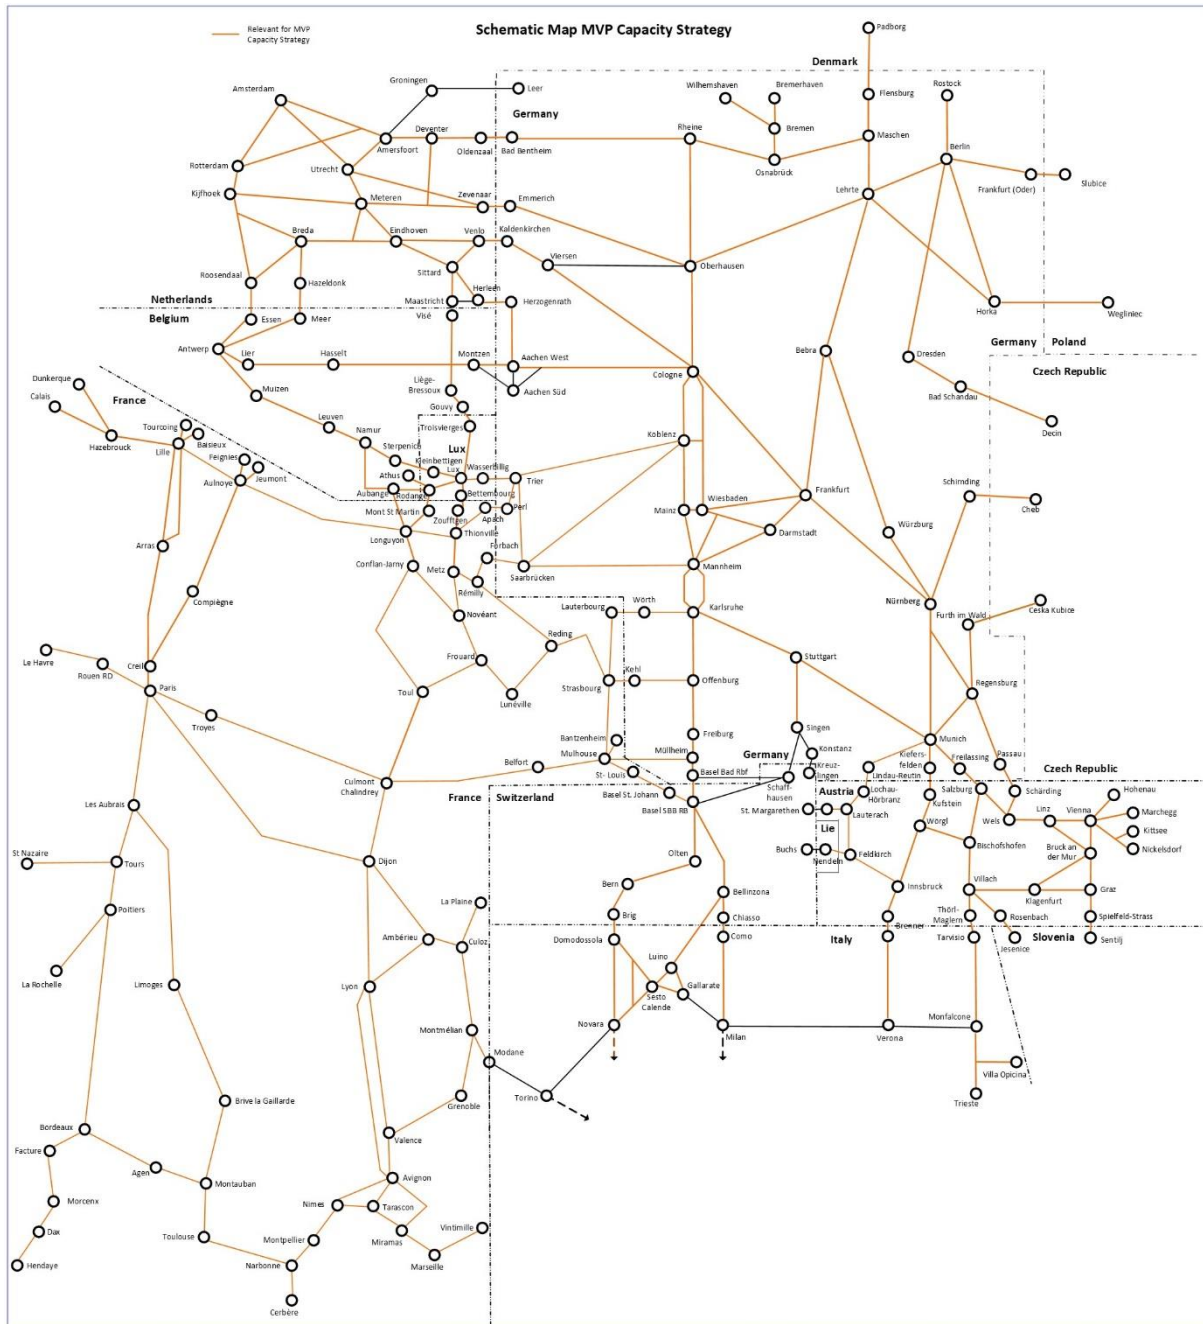 Relevant for MVP
Capacity Strategy
Schematic Map MVP Capacity Strategy
Padborg
Denmark
Groningen
Leer
Amsterdam
Germany
Wilhemshaven
Bremerhaven
Flensburg
Rostock
Deventer
Amersfoort
Oldenzaal
Bad Bentheim
Rheine
Bremen
Maschen
Osnabrück
Berlin
Rotterdam
Utrecht
Kijfhoek
Meteren
Zevenaar
Emmerich
Lehrte
Frankfurt (Oder)
Slubice
Breda
Eindhoven
Venlo
Kaldenkirchen
Viersen
Oberhausen
Sittard
Roosendaal
Hazeldonk
Herleen
Maastricht
Herzogenrath
Netherlands
Belgium
Essen
Meer
Visé
Horka
Wegliniec
Germany
Poland
Antwerp
Lier
Hasselt
Montzen
Aachen West
Cologne
Bebra
Dresden
Czech Republic
Bad Schandau
Decin
Aachen Süd
Liège-
Bressoux
Gouvy
Muizen
Dunkerque
Calais
France
Hazebrouck
Tourcoing
Baisieux
Lille
Feignies
Jeumont
Aulnoye
Leuven
Namur
Troisvierges
Lux
Sterpenich
Kleinbettigen
Athus
Lux
Wasserbillig
Trier
Aubange
Rodange
Bettembourg
Mont St Martin
Zoufftgen
Apach
Perl
Koblenz
Mainz
Wiesbaden
Frankfurt
Darmstadt
Schirnding
Cheb
Würzburg
Arras
Longuyon
Thionville
Forbach
Conflan-Jarny
Metz
Rémilly
Saarbrücken
Mannheim
Compiègne
Nürnberg
Ceska Kubice
Furth im Wald
Novéant
Lauterbourg
Wörth
Karlsruhe
Le Havre
Rouen RD
Creil
Paris
Reding
Frouard
Toul
Lunéville
Strasbourg
Kehl
Offenburg
Stuttgart
Regensburg
Troyes
Singen
Munich
Bantzenheim
Freiburg
Konstanz
Kreuz-
lingen
Kiefers-
felden
Freilassing
Passau
Mulhouse
Müllheim
Germany
Lindau-Reutin
Belfort
St- Louis
Basel Bad Rbf
Schaff-
hausen
Czech Republic
Culmont
Chalindrey
France
Switzerland
Basel St. Johann
Basel SBB RB
Austria
Lochau-
Hörbranz
Kufstein
Salzburg
Schärding
Hohenau
Les Aubrais
St. Margarethen
Lauterach
Wörgl
Wels
Linz
Vienna
Marchegg
Kittsee
Nickelsdorf
Lie
Buchs
Nendeln
Feldkirch
Bischofshofen
Bruck an
der Mur
St Nazaire
Tours
Dijon
Olten
Bern
Bellinzona
Innsbruck
Villach
Klagenfurt
Graz
Poitiers
La Plaine
Brig
Chiasso
Brenner
Thörl-
Maglern
Rosenbach
Spielfeld-Strass
Ambérieu
Culoz
Domodossola
Como
Italy
Tarvisio
Jesenice
Slovenia
Sentilj
La Rochelle
Limoges
Lyon
Luino
Sesto
Calende
Gallarate
Montmélian
Modane
Novara
Milan
Verona
Monfalcone
Villa Opicina
Trieste
Torino
Brive la Gaillarde
Grenoble
Bordeaux
Valence
Facture
Agen
Montauban
Avignon
Morcenx
Nimes
Tarascon
Dax
Toulouse
Montpellier
Miramas
Vintimille
Marseille
Hendaye
Narbonne
Cerbère